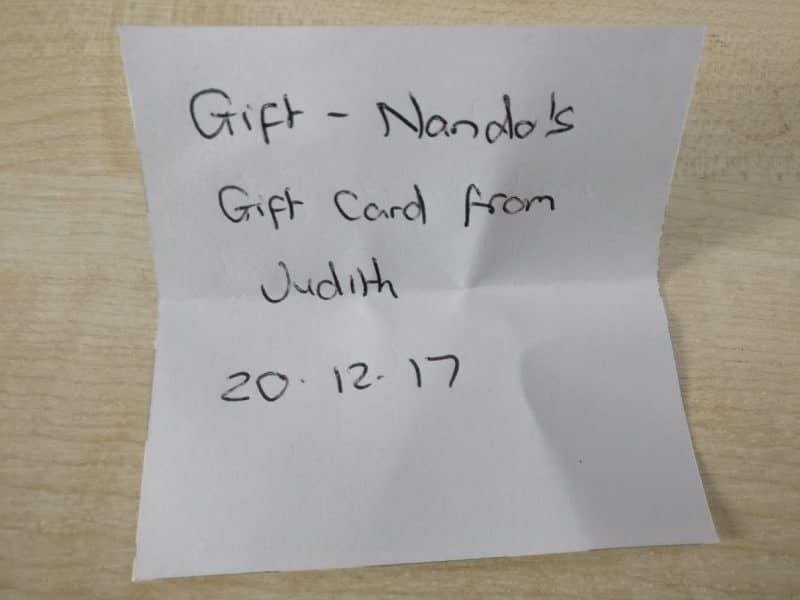 Gift - Nando's
Gift Card from
Judith
20.12.17